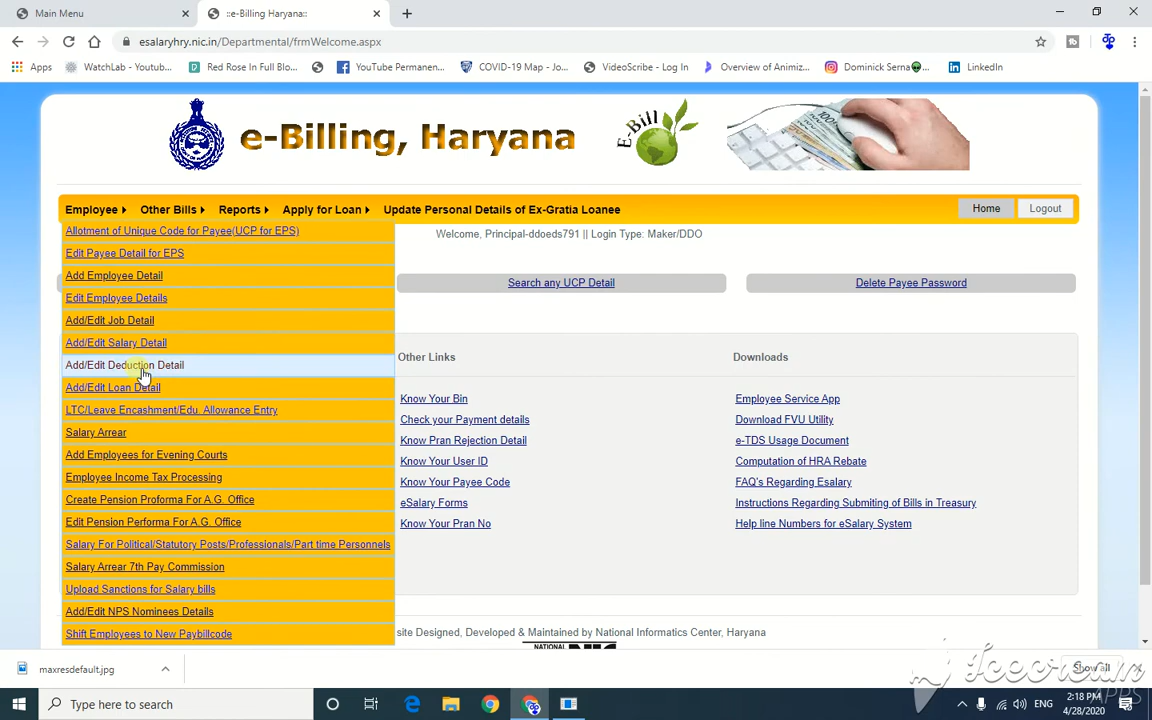 Main Menu
::e-Billing Haryana::
esalaryhry.nic.in/Departmental/frmWelcome.aspx
Apps
WatchLab - Youtub...
Red Rose In Full Blo...
YouTube Permanen...
COVID-19 Map - Jo...
VideoScribe - Log In
Overview of Animiz...
Dominick Serna
...
LinkedIn
e-Billing, Haryana
E-Bill
Employee
Other Bills
Reports
Apply for Loan
Update Personal Details of Ex-Gratia Loanee
Home
Logout
Welcome, Principal-ddoeds791 || Login Type: Maker/DDO
Search any UCP Detail
Delete Payee Password
Allotment of Unique Code for Payee(UCP for EPS)
Edit Payee Detail for EPS
Add Employee Detail
Edit Employee Details
Add/Edit Job Detail
Add/Edit Salary Detail
Add/Edit Deduction Detail
Add/Edit Loan Detail
LTC/Leave Encashment/Edu. Allowance Entry
Salary Arrear
Add Employees for Evening Courts
Employee Income Tax Processing
Create Pension Proforma For A.G. Office
Edit Pension Performa For A.G. Office
Salary For Political/Statutory Posts/Professionals/Part time Personnels
Salary Arrear 7th Pay Commission
Upload Sanctions for Salary bills
Add/Edit NPS Nominees Details
Shift Employees to New Paybillcode
Other Links
Know Your Bin
Check your Payment details
Know Pran Rejection Detail
Know Your User ID
Know Your Payee Code
eSalary Forms
Know Your Pran No
Downloads
Employee Service App
Download FVU Utility
e-TDS Usage Document
Computation of HRA Rebate
FAQ's Regarding Esalary
Instructions Regarding Submiting of Bills in Treasury
Help line Numbers for eSalary System
site Designed, Developed & Maintained by National Informatics Center, Haryana
NATIONAL
maxresdefault.jpg
Show all
Icecream
APPS
Type here to search
ENG
2:18 PM
4/28/2020